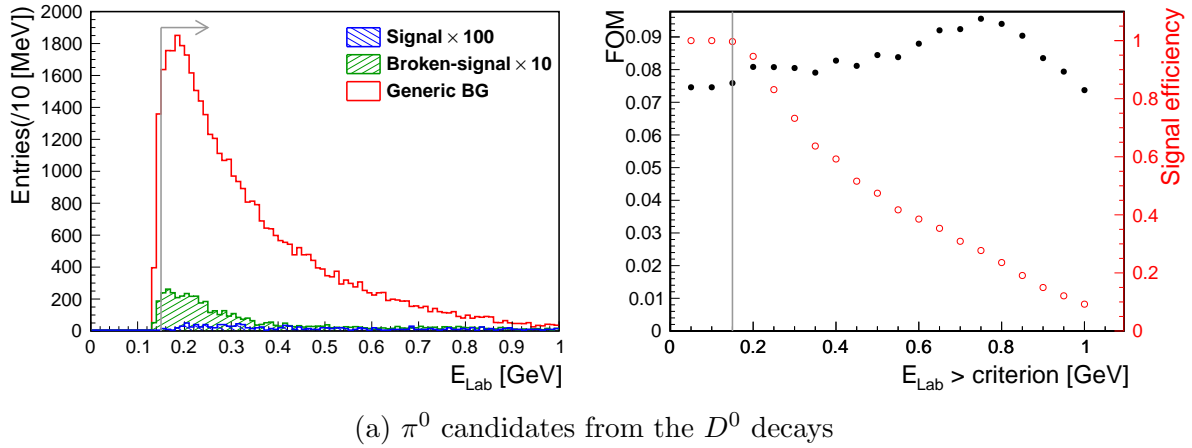 Entries(/10 [MeV])
2000
1800
1600
1400
1200
1000
800
600
400
200
0
Signal × 100
Broken-signal × 10
Generic BG
0 0.1 0.2 0.3 0.4 0.5 0.6 0.7 0.8 0.9 1
E_Lab [GeV]
FOM
0.09
0.08
0.07
0.06
0.05
0.04
0.03
0.02
0.01
0
0 0.2 0.4 0.6 0.8 1
E_Lab > criterion [GeV]
1
0.8
0.6
0.4
0.2
0
Signal efficiency
(a) π⁰ candidates from the D⁰ decays